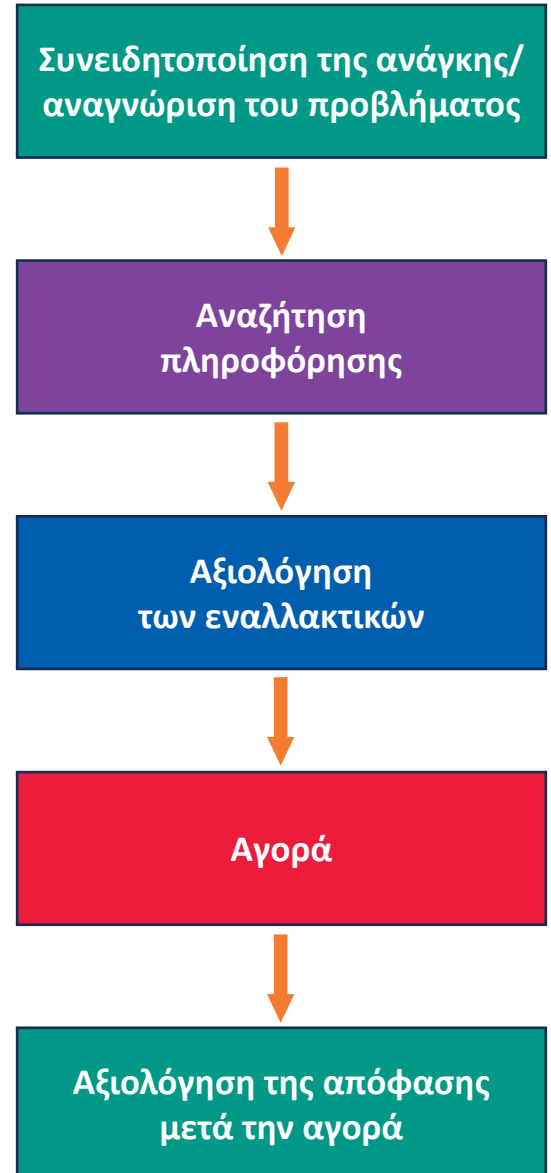 Συνειδητοποίηση της ανάγκης/
αναγνώριση του προβλήματος
Αναζήτηση
πληροφόρησης
Αξιολόγηση
των εναλλακτικών
Αγορά
Αξιολόγηση της απόφασης
μετά την αγορά